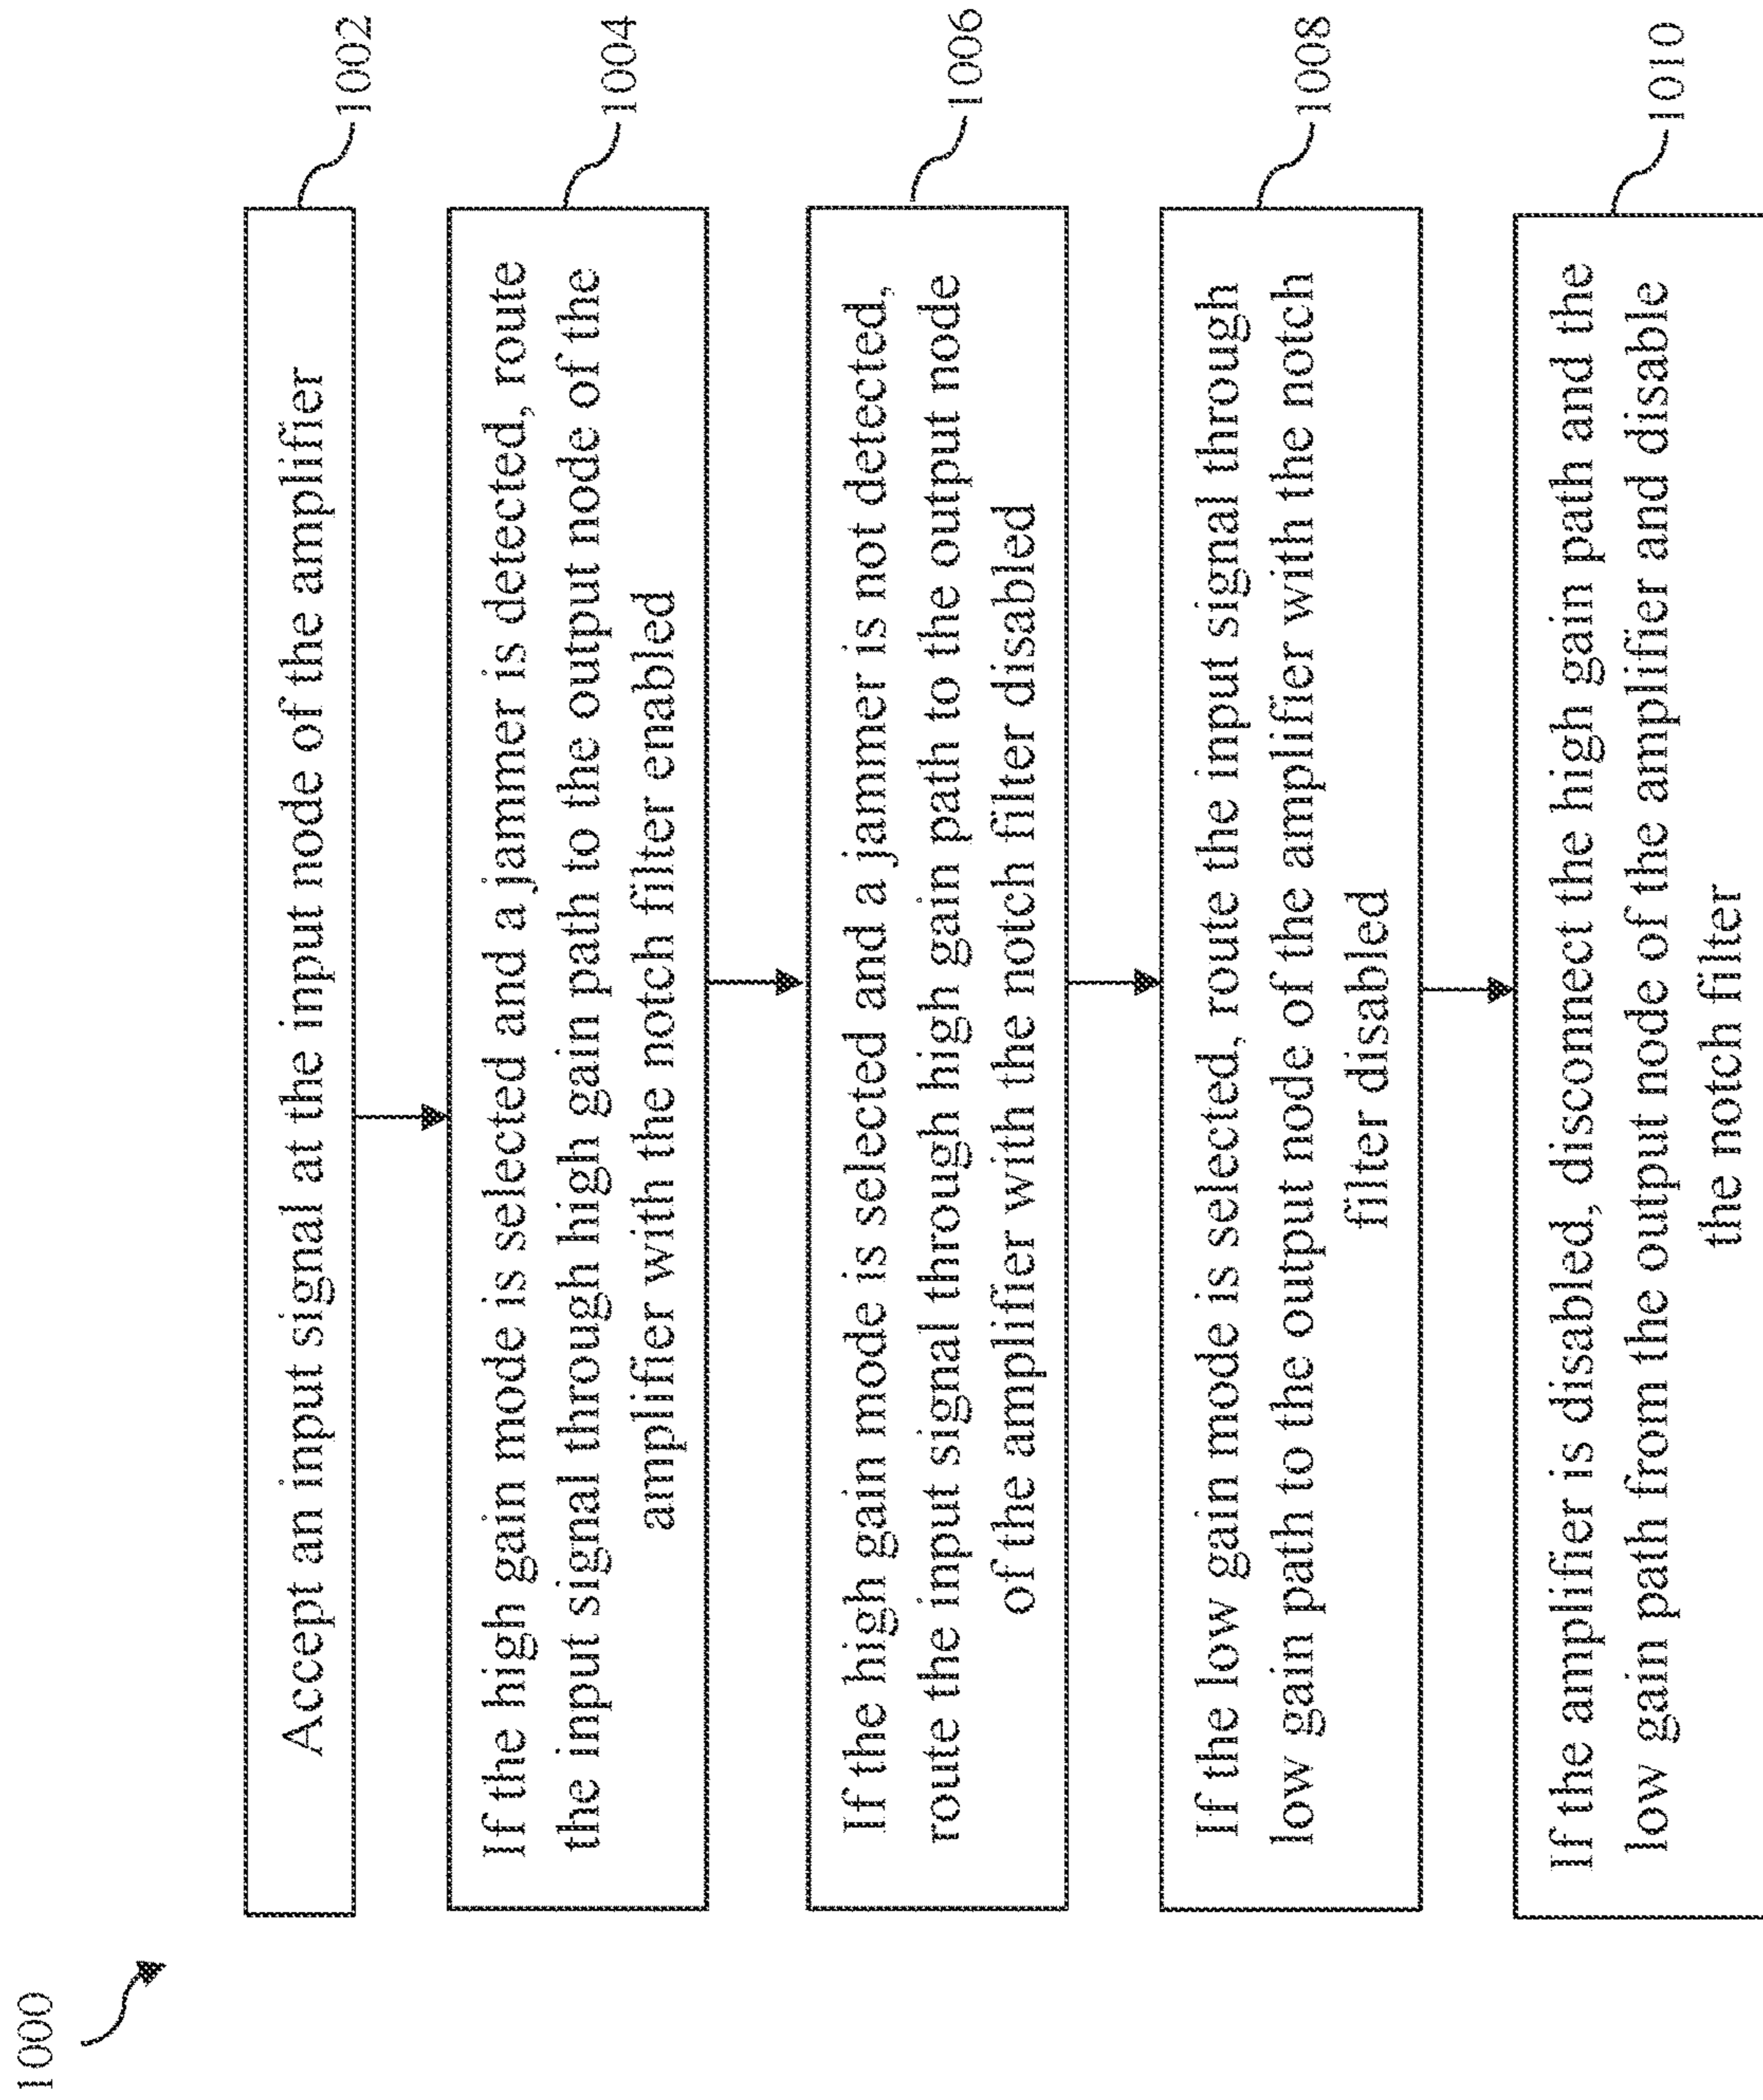 1000
Accept an input signal at the input node of the amplifier
1002
If the high gain mode is selected and a jammer is detected, route
the input signal through high gain path to the output node of the
amplifier with the notch filter enabled
1004
If the high gain mode is selected and a jammer is not detected,
route the input signal through high gain path to the output node
of the amplifier with the notch filter disabled
1006
If the low gain mode is selected, route the input signal through
low gain path to the output node of the amplifier with the notch
filter disabled
1008
If the amplifier is disabled, disconnect the high gain path and the
low gain path from the output node of the amplifier and disable
the notch filter
1010